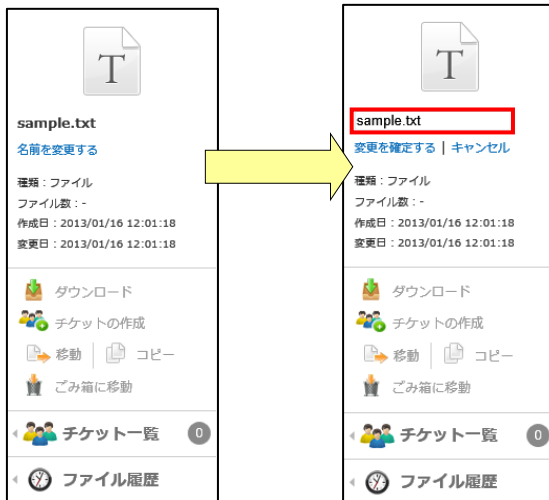 T
sample.txt
名前を変更する
種類：ファイル
ファイル数：-
作成日：2013/01/16 12:01:18
変更日：2013/01/16 12:01:18
ダウンロード
チケットの作成
移動 | コピー
ごみ箱に移動
チケット一覧 0
ファイル履歴
T
sample.txt
変更を確定する | キャンセル
種類：ファイル
ファイル数：-
作成日：2013/01/16 12:01:18
変更日：2013/01/16 12:01:18
ダウンロード
チケットの作成
移動 | コピー
ごみ箱に移動
チケット一覧 0
ファイル履歴